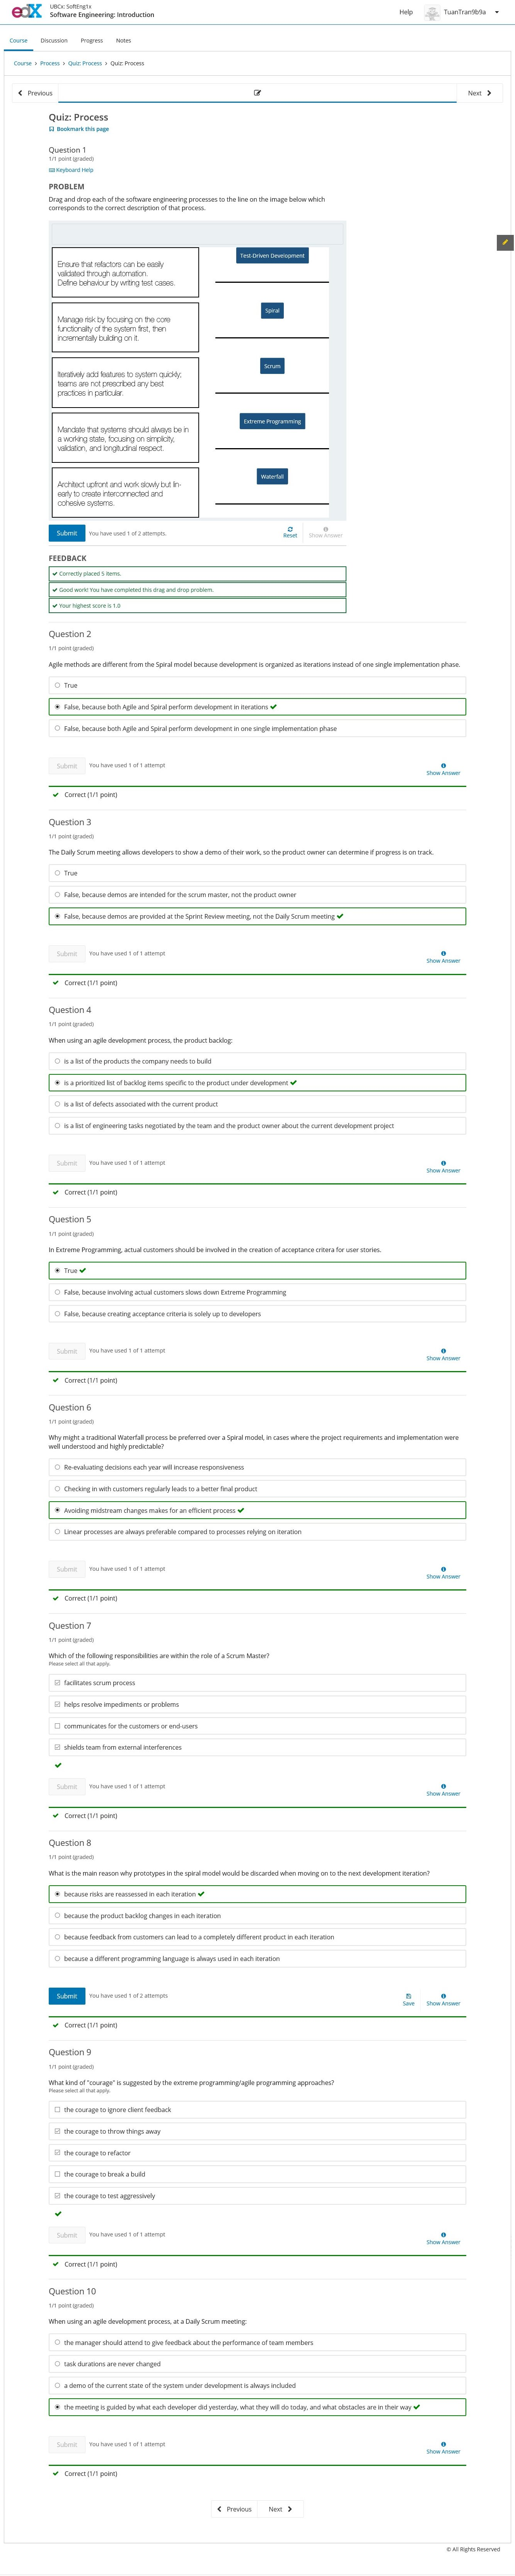 edX
UBCx: SoftEng1x
Software Engineering: Introduction
Help
TuanTran9b9a
Course Discussion Progress Notes
Course > Process > Quiz: Process > Quiz: Process
Previous
Next
Quiz: Process
Bookmark this page
Question 1
1/1 point (graded)
Keyboard Help
PROBLEM
Drag and drop each of the software engineering processes to the line on the image below which
corresponds to the correct description of that process.
Ensure that refactors can be easily
validated through automation.
Define behaviour by writing test cases.
Test-Driven Development
Manage risk by focusing on the core
functionality of the system first, then
incrementally building on it.
Spiral
Iteratively add features to system quickly;
teams are not prescribed any best
practices in particular.
Scrum
Mandate that systems should always be in
a working state, focusing on simplicity,
validation, and longitudinal respect.
Extreme Programming
Architect upfront and work slowly but lin-
early to create interconnected and
cohesive systems.
Waterfall
Submit
You have used 1 of 2 attempts.
Reset
Show Answer
FEEDBACK
Correctly placed 5 items.
Good work! You have completed this drag and drop problem.
Your highest score is 1.0
Question 2
1/1 point (graded)
Agile methods are different from the Spiral model because development is organized as iterations instead of one single implementation phase.
True
False, because both Agile and Spiral perform development in iterations
False, because both Agile and Spiral perform development in one single implementation phase
Submit
You have used 1 of 1 attempt
Show Answer
Correct (1/1 point)
Question 3
1/1 point (graded)
The Daily Scrum meeting allows developers to show a demo of their work, so the product owner can determine if progress is on track.
True
False, because demos are intended for the scrum master, not the product owner
False, because demos are provided at the Sprint Review meeting, not the Daily Scrum meeting
Submit
You have used 1 of 1 attempt
Show Answer
Correct (1/1 point)
Question 4
1/1 point (graded)
When using an agile development process, the product backlog:
is a list of the products the company needs to build
is a prioritized list of backlog items specific to the product under development
is a list of defects associated with the current product
is a list of engineering tasks negotiated by the team and the product owner about the current development project
Submit
You have used 1 of 1 attempt
Show Answer
Correct (1/1 point)
Question 5
1/1 point (graded)
In Extreme Programming, actual customers should be involved in the creation of acceptance critera for user stories.
True
False, because involving actual customers slows down Extreme Programming
False, because creating acceptance criteria is solely up to developers
Submit
You have used 1 of 1 attempt
Show Answer
Correct (1/1 point)
Question 6
1/1 point (graded)
Why might a traditional Waterfall process be preferred over a Spiral model, in cases where the project requirements and implementation were
well understood and highly predictable?
Re-evaluating decisions each year will increase responsiveness
Checking in with customers regularly leads to a better final product
Avoiding midstream changes makes for an efficient process
Linear processes are always preferable compared to processes relying on iteration
Submit
You have used 1 of 1 attempt
Show Answer
Correct (1/1 point)
Question 7
1/1 point (graded)
Which of the following responsibilities are within the role of a Scrum Master?
Please select all that apply.
facilitates scrum process
helps resolve impediments or problems
communicates for the customers or end-users
shields team from external interferences
Submit
You have used 1 of 1 attempt
Show Answer
Correct (1/1 point)
Question 8
1/1 point (graded)
What is the main reason why prototypes in the spiral model would be discarded when moving on to the next development iteration?
because risks are reassessed in each iteration
because the product backlog changes in each iteration
because feedback from customers can lead to a completely different product in each iteration
because a different programming language is always used in each iteration
Submit
You have used 1 of 2 attempts
Save
Show Answer
Correct (1/1 point)
Question 9
1/1 point (graded)
What kind of "courage" is suggested by the extreme programming/agile programming approaches?
Please select all that apply.
the courage to ignore client feedback
the courage to throw things away
the courage to refactor
the courage to break a build
the courage to test aggressively
Submit
You have used 1 of 1 attempt
Show Answer
Correct (1/1 point)
Question 10
1/1 point (graded)
When using an agile development process, at a Daily Scrum meeting:
the manager should attend to give feedback about the performance of team members
task durations are never changed
a demo of the current state of the system under development is always included
the meeting is guided by what each developer did yesterday, what they will do today, and what obstacles are in their way
Submit
You have used 1 of 1 attempt
Show Answer
Correct (1/1 point)
Previous
Next
© All Rights Reserved